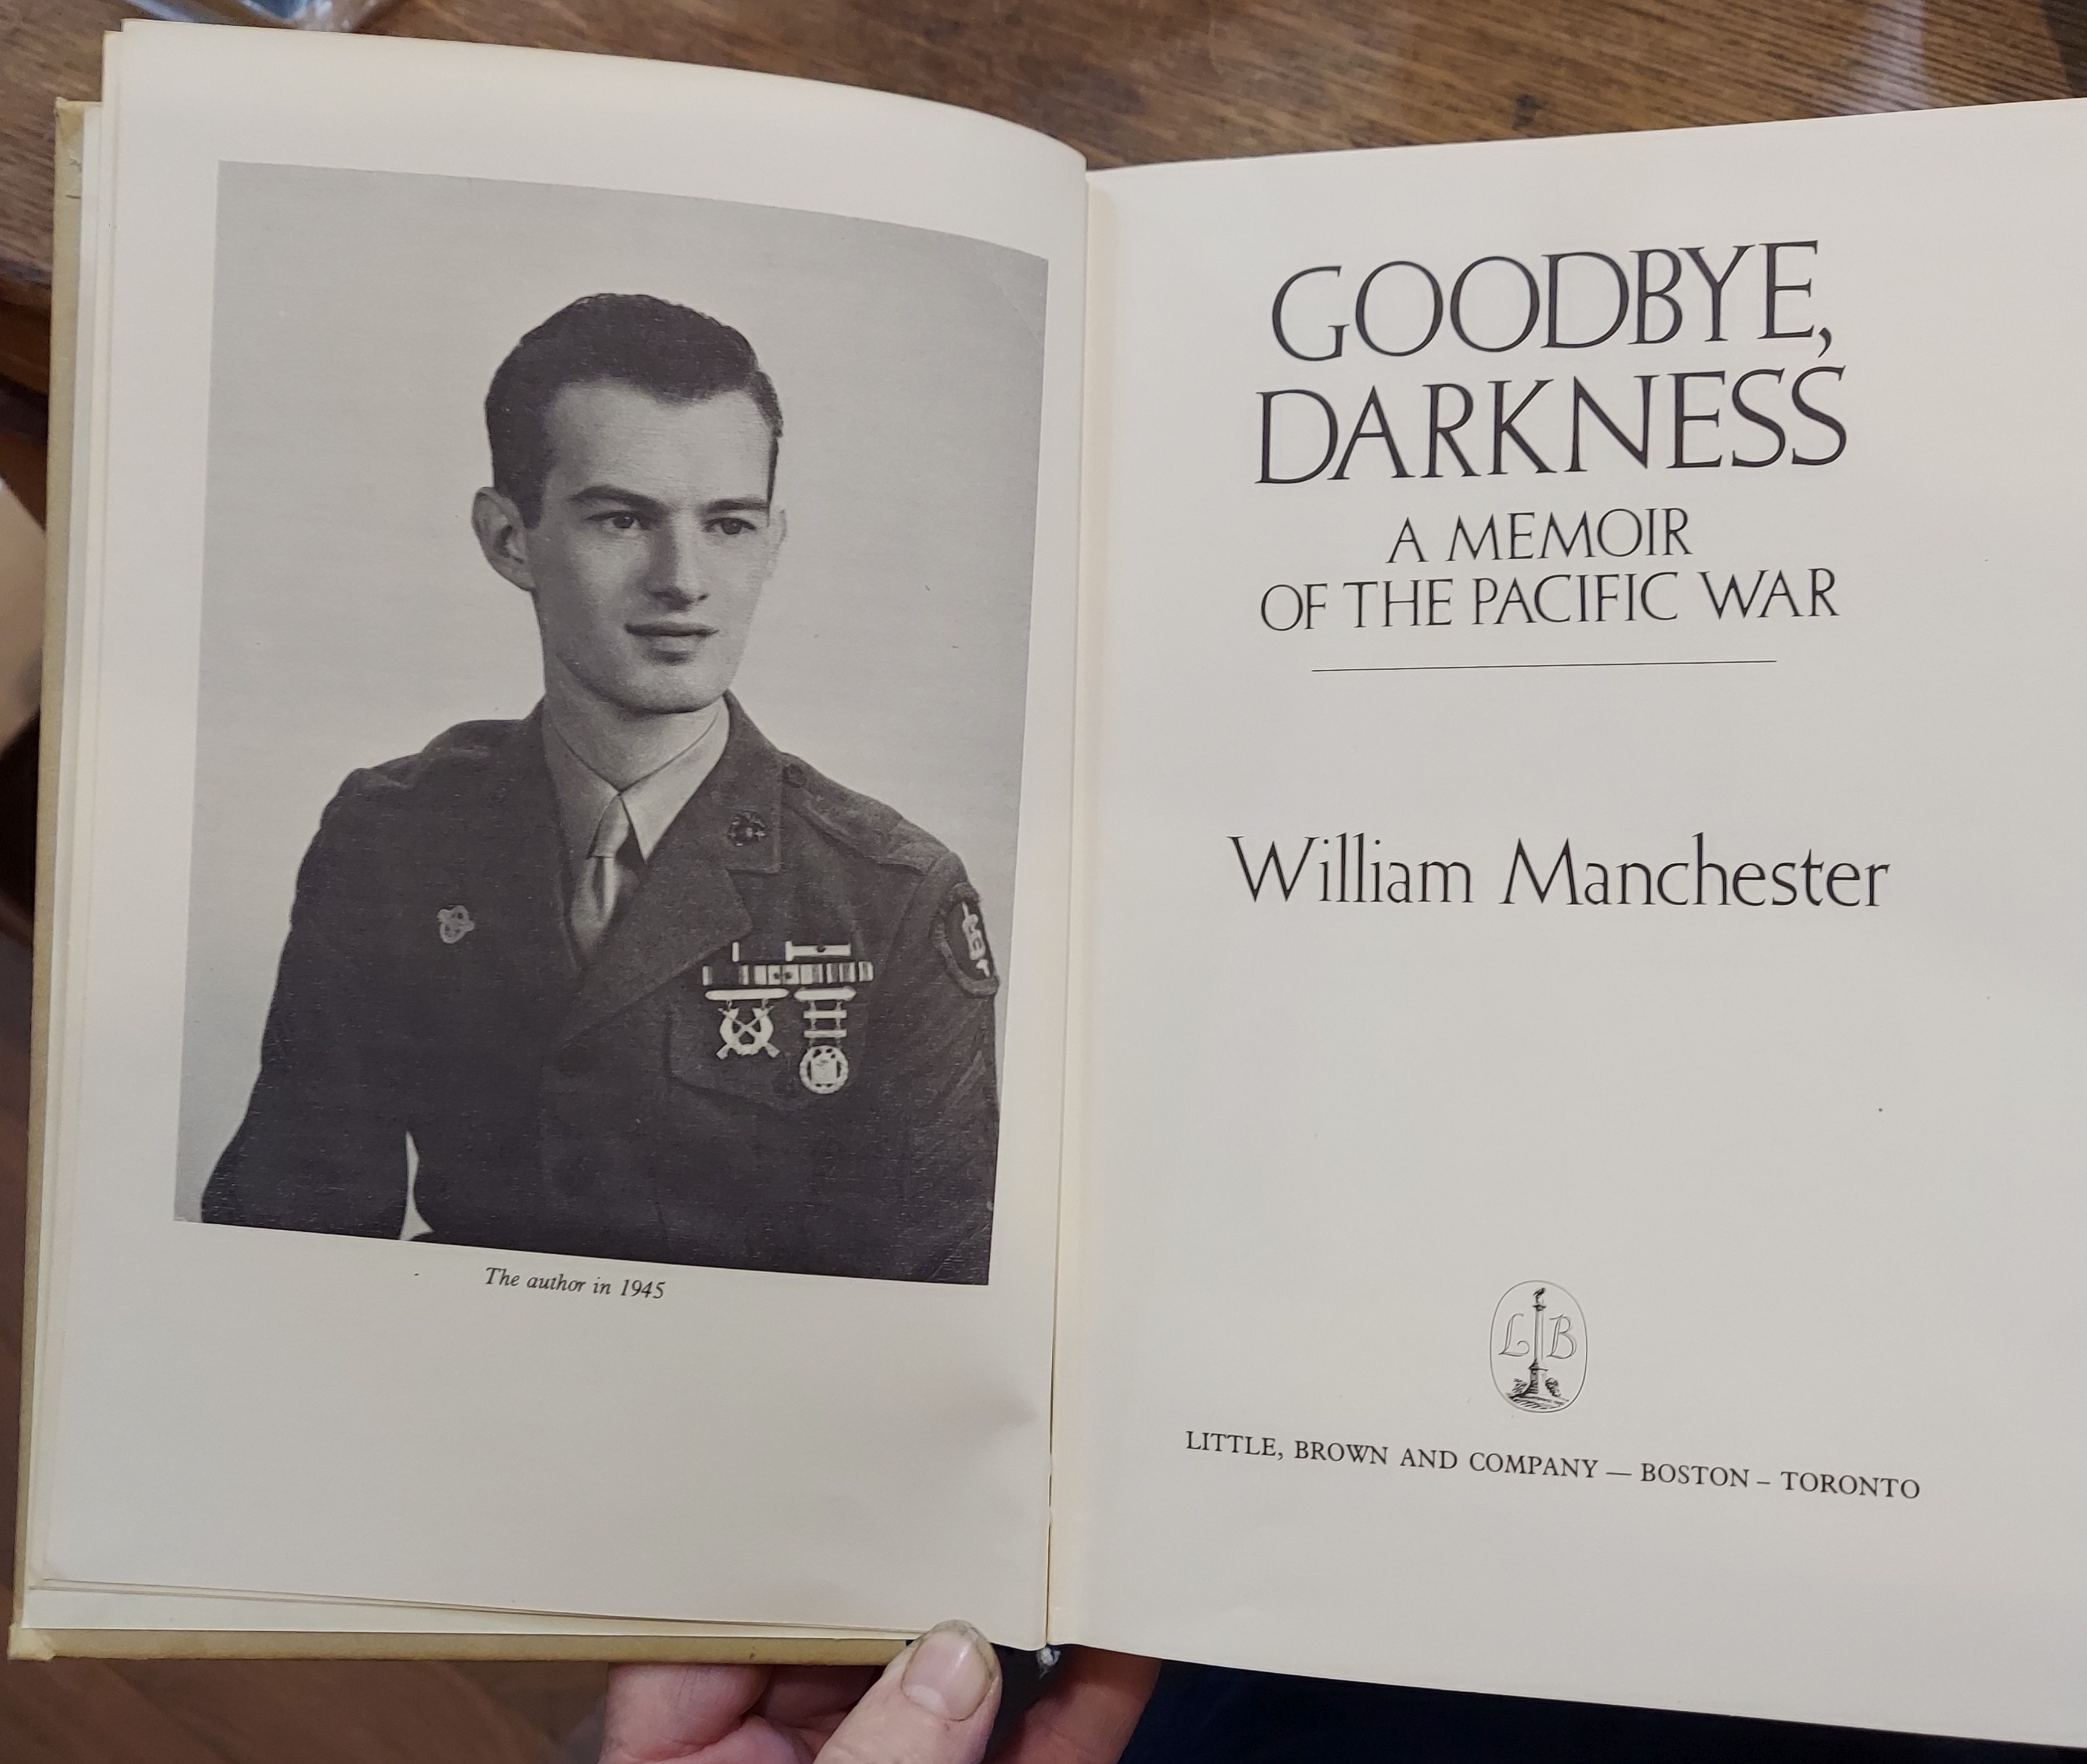 The author in 1945
GOODBYE,
DARKNESS
A MEMOIR
OF THE PACIFIC WAR
William Manchester
L B
LITTLE, BROWN AND COMPANY — BOSTON – TORONTO